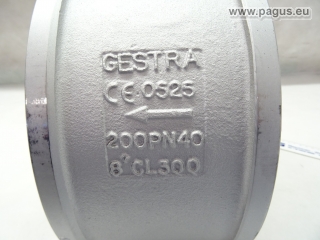 © www.pagus.eu
GESTRA
CE 0525
←
200PN40
8" CL300